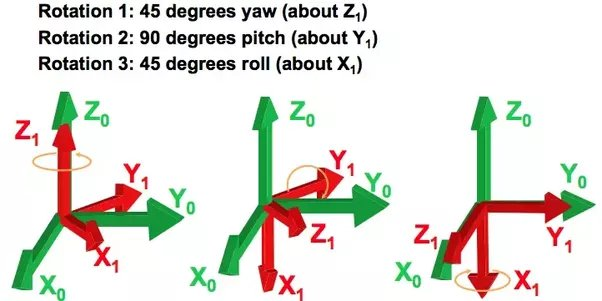 Rotation 1: 45 degrees yaw (about Z₁)
Rotation 2: 90 degrees pitch (about Y₁)
Rotation 3: 45 degrees roll (about X₁)
Z₀
Z₁
Y₁
Y₀
X₁
X₀
Z₀
Y₁
Y₀
Z₁
X₀
X₁
Z₀
Y₀
Z₁
Y₁
X₀
X₁